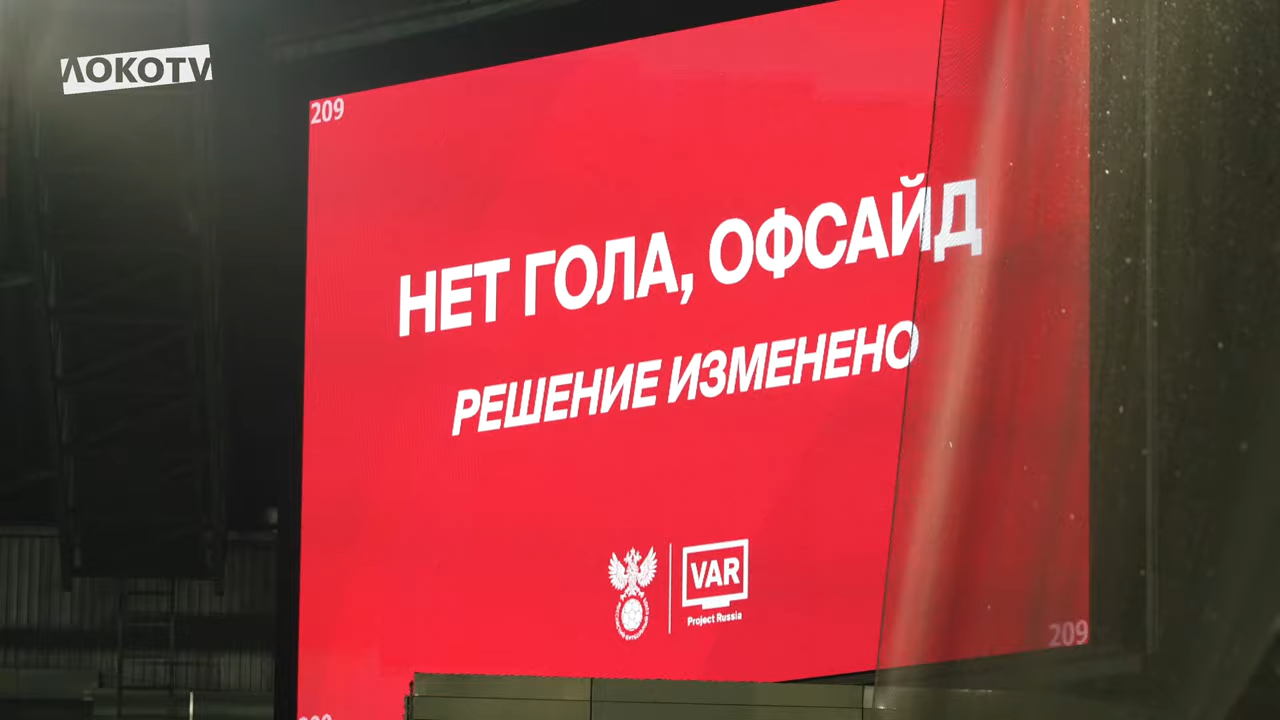 ЛОКОTV
209
НЕТ ГОЛА, ОФСАЙД
РЕШЕНИЕ ИЗМЕНЕНО
VAR
Project Russia
209